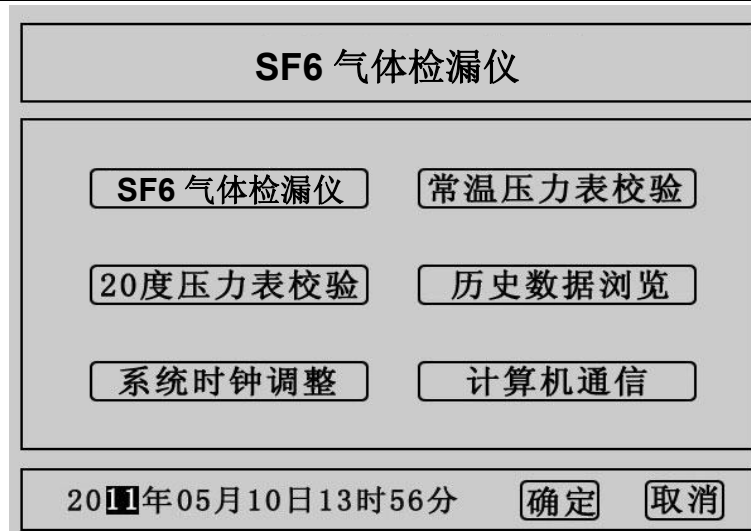 SF6 气体检漏仪
SF6 气体检漏仪 常温压力表校验
20度压力表校验 历史数据浏览
系统时钟调整 计算机通信
2011年05月10日13时56分 确定 取消